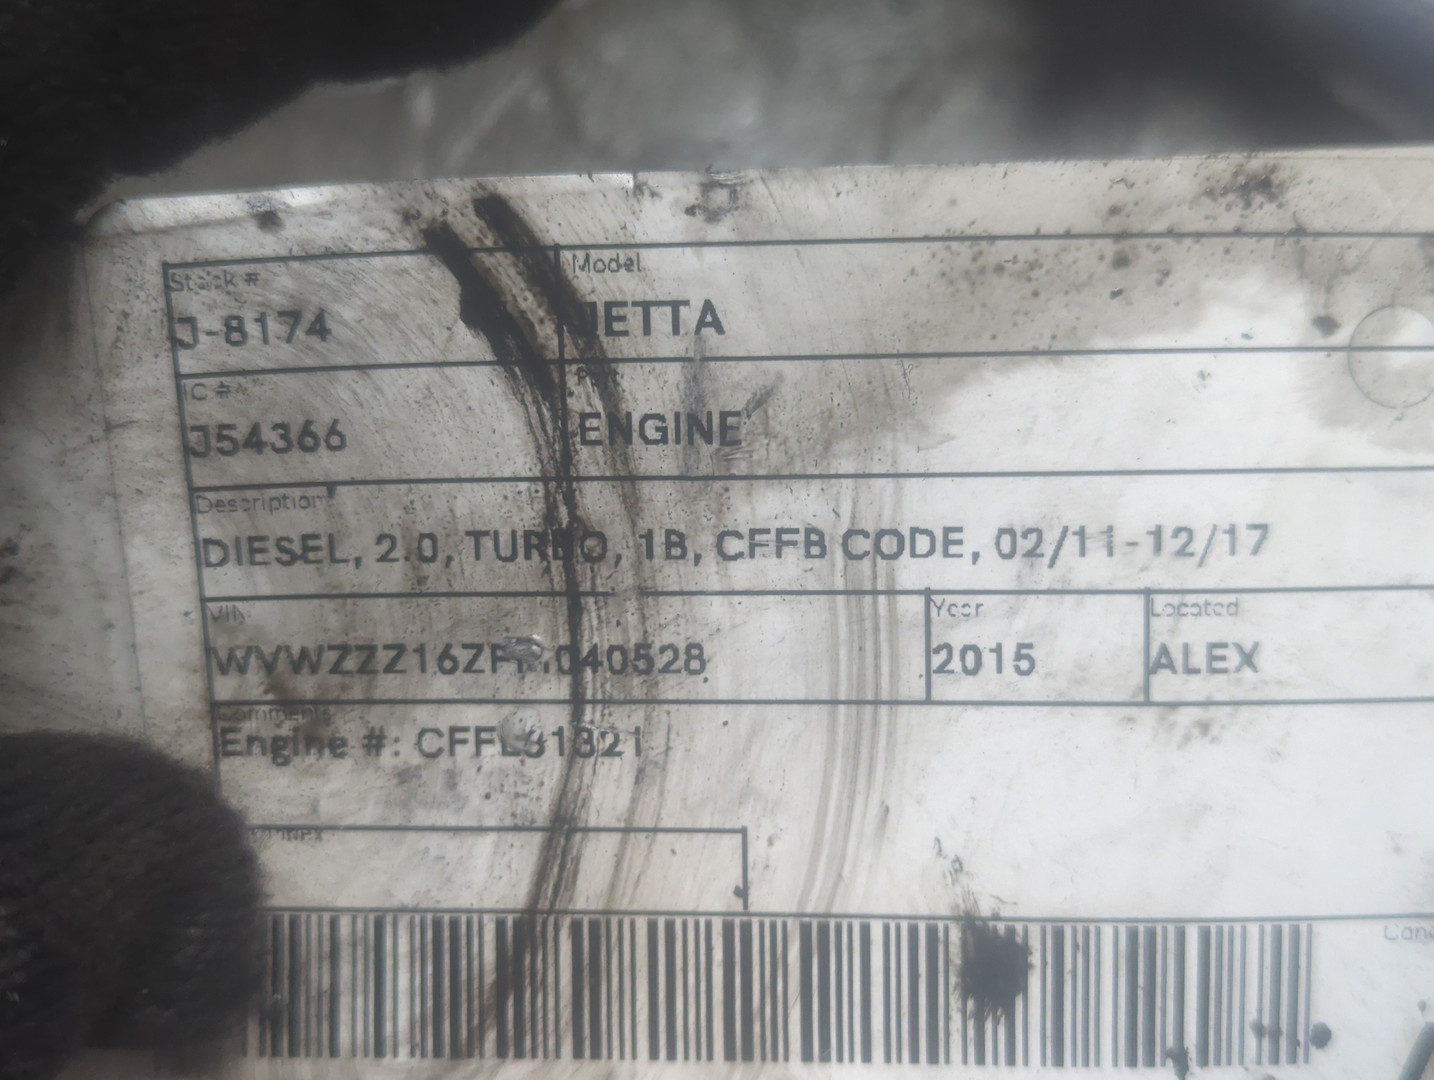 Stock #
Model
J-8174
JETTA
IC #
J54366
ENGINE
Description
DIESEL, 2.0, TURBO, 1B, CFFB CODE, 02/11-12/17
VIN
Year
Located
2015
ALEX
Comments
Engine #: